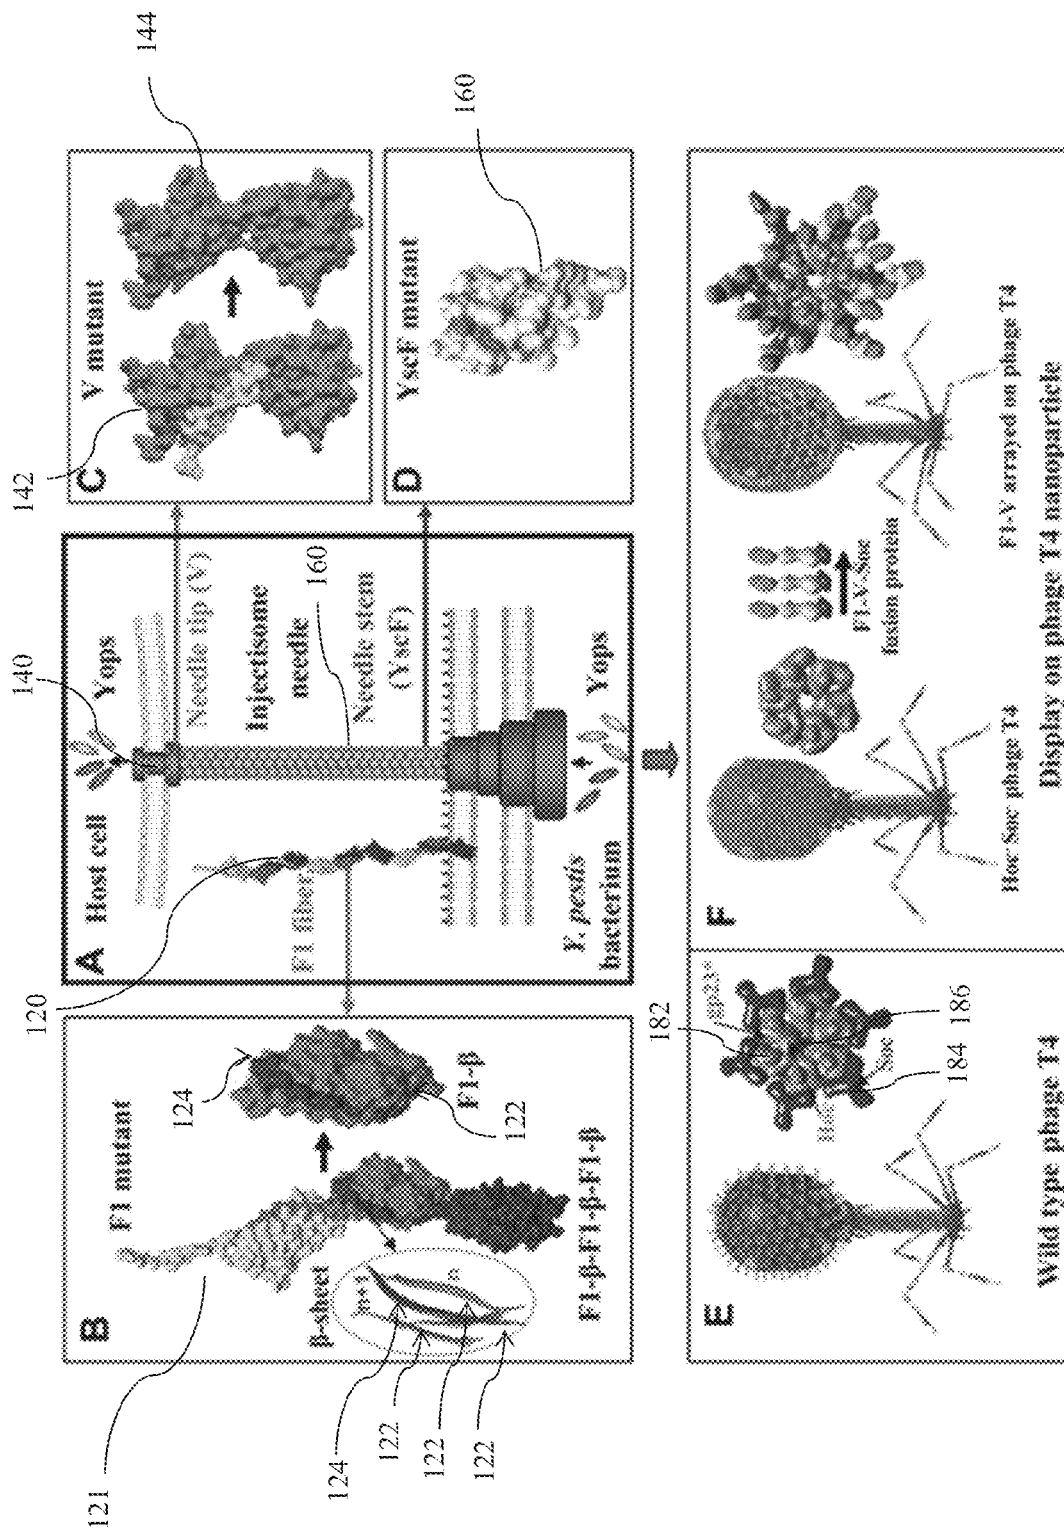 121
B
F1 mutant
124
β-sheet
n+1
n
124
122
122
122
F1-β
122
F1-β-F1-β-F1-β
120
140
A
Host cell
Yops
F1 fiber
Needle tip (V)
Injectisome
needle
160
Needle stem
(YscF)
Y. pestis
bacterium
Yops
142
144
C
V mutant
D
YscF mutant
160
E
182
gp23*
Hoc
Soc
184
186
Wild type phage T4
F
Hoc Soc phage T4
F1-V-Soc
fusion protein
F1-V arrayed on phage T4
Display on phage T4 nanoparticle